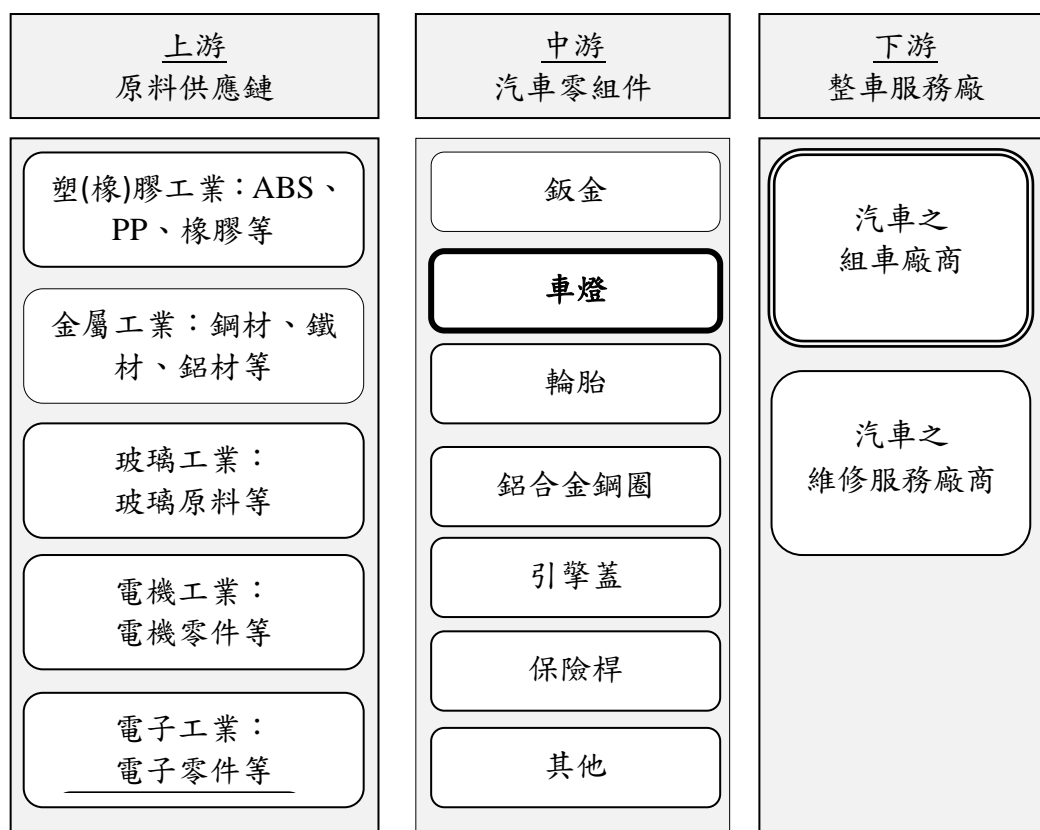 上游
原料供應鏈
中游
汽車零組件
下游
整車服務廠
塑(橡)膠工業：ABS、
PP、橡膠等
金屬工業：鋼材、鐵
材、鋁材等
玻璃工業：
玻璃原料等
電機工業：
電機零件等
電子工業：
電子零件等
鈑金
車燈
輪胎
鋁合金鋼圈
引擎蓋
保險桿
其他
汽車之
組車廠商
汽車之
維修服務廠商